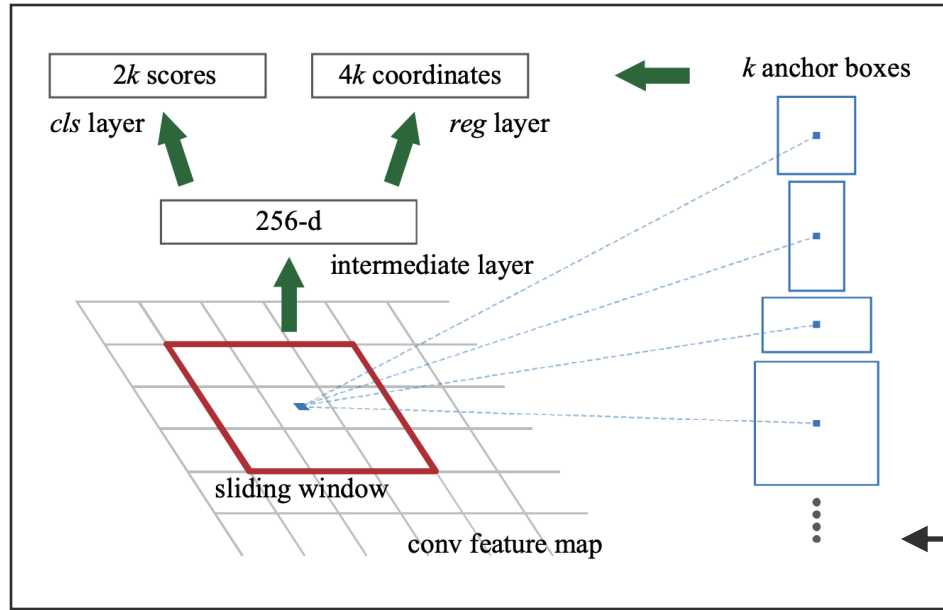 2k scores
4k coordinates
k anchor boxes
cls layer
reg layer
256-d
intermediate layer
sliding window
conv feature map